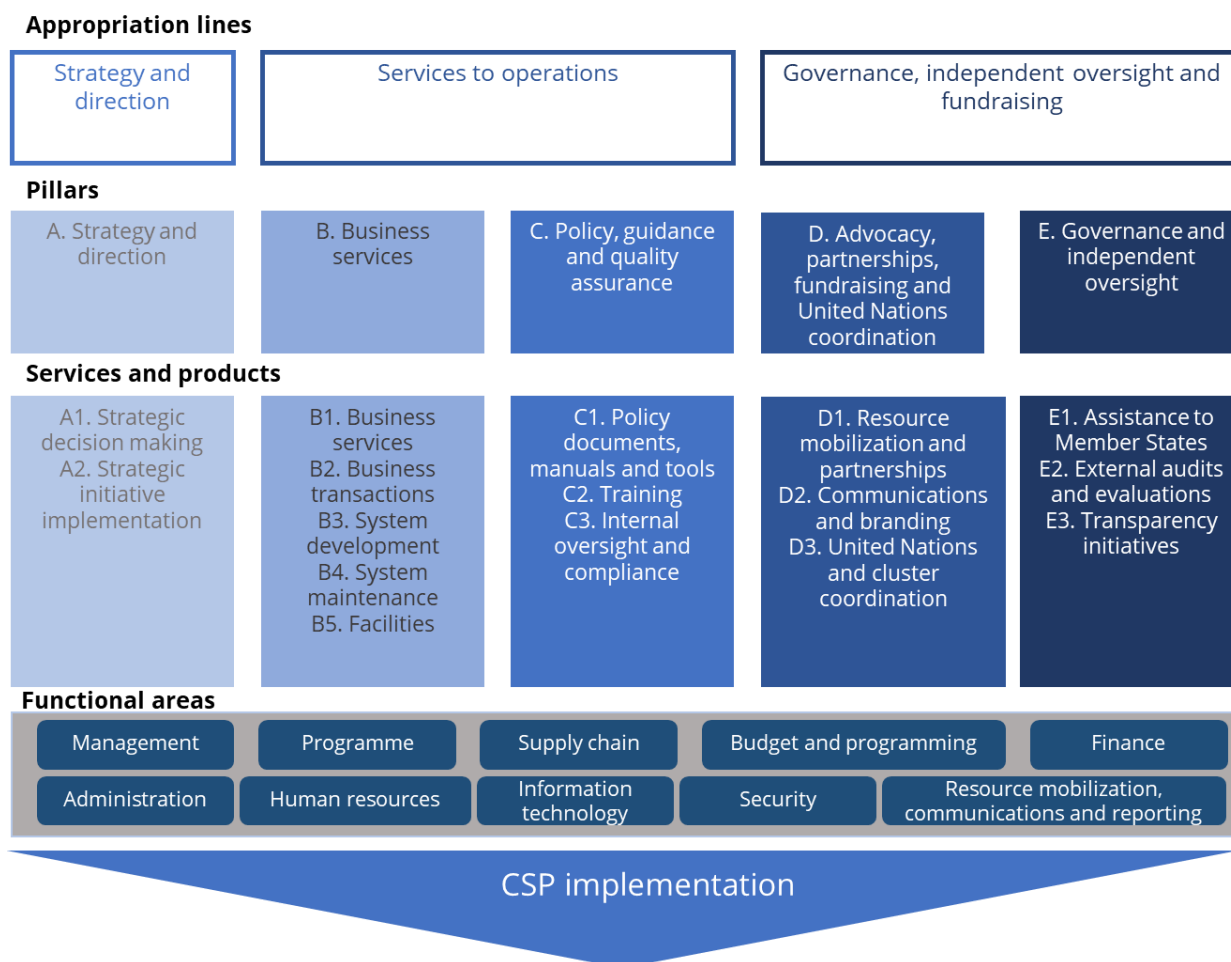 Appropriation lines
Strategy and
direction
Services to operations
Governance, independent oversight and
fundraising
Pillars
A. Strategy and
direction
B. Business
services
C. Policy, guidance
and quality
assurance
D. Advocacy,
partnerships,
fundraising and
United Nations
coordination
E. Governance and
independent
oversight
Services and products
A1. Strategic
decision making
A2. Strategic
initiative
implementation
B1. Business
services
B2. Business
transactions
B3. System
development
B4. System
maintenance
B5. Facilities
C1. Policy
documents,
manuals and tools
C2. Training
C3. Internal
oversight and
compliance
D1. Resource
mobilization and
partnerships
D2. Communications
and branding
D3. United Nations
and cluster
coordination
E1. Assistance to
Member States
E2. External audits
and evaluations
E3. Transparency
initiatives
Functional areas
Management
Programme
Supply chain
Budget and programming
Finance
Administration
Human resources
Information
technology
Security
Resource mobilization,
communications and reporting
CSP implementation